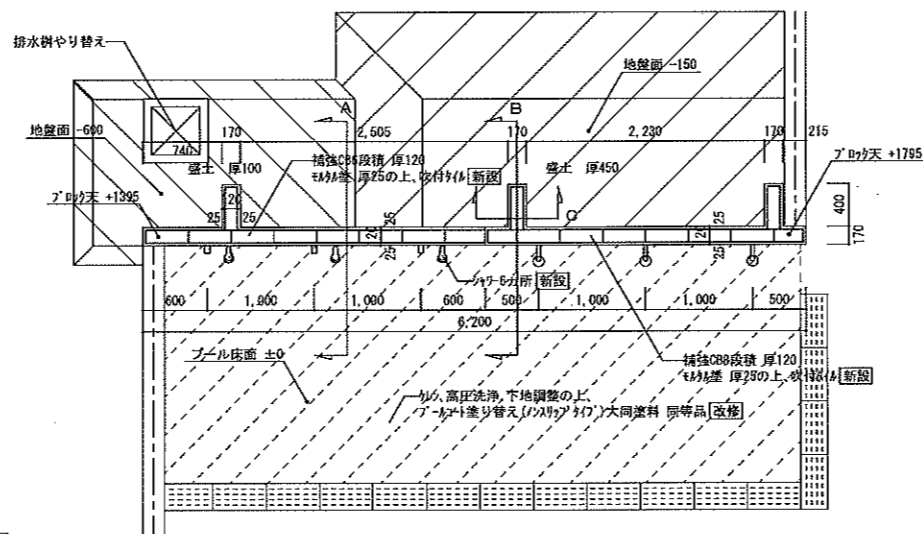 排水桝やり替え
地盤面 -150
地盤面 -600
A
B
170
2,505
170
2,230
170
215
740
盛土 厚100
補強CB6段積 厚120
モルタル塗 厚25の上、吹付タイル 新設
盛土 厚450
ブロック天 +1795
ブロック天 +1395
25
25
25
25
C
400
170
25
25
シャワー6カ所 新設
600
1,000
1,000
600
500
1,000
1,000
500
6,200
プール床面 ±0
補強CB8段積 厚120
モルタル塗 厚25の上、吹付タイル 新設
ケレン、高圧洗浄、下地調整の上、
プールコート塗り替え(ノンスリップタイプ)大同塗料 同等品 改修